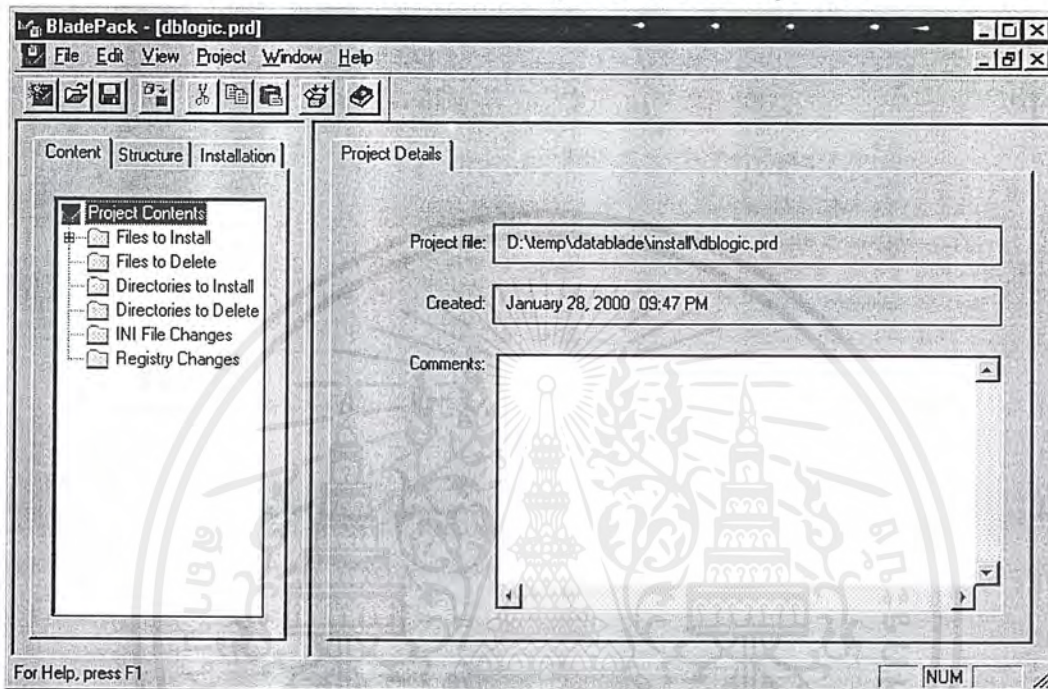 BladePack - [dblogic.prd]
File Edit View Project Window Help
Content Structure Installation
Project Contents
Files to Install
Files to Delete
Directories to Install
Directories to Delete
INI File Changes
Registry Changes
Project Details
Project file: D:\temp\datablade\install\dblogic.prd
Created: January 28, 2000 09:47 PM
Comments:
For Help, press F1
NUM